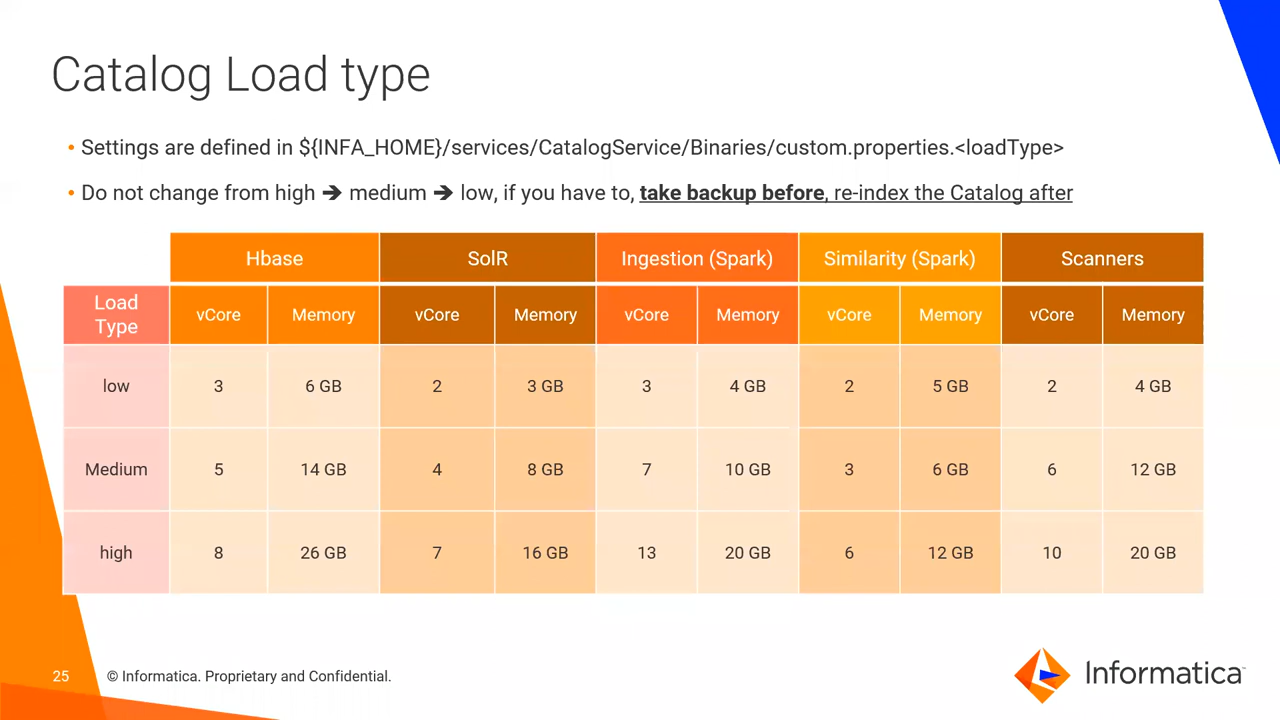 Catalog Load type
• Settings are defined in ${INFA_HOME}/services/CatalogService/Binaries/custom.properties.<loadType>
• Do not change from high ➔ medium ➔ low, if you have to, take backup before, re-index the Catalog after
Hbase SolR Ingestion (Spark) Similarity (Spark) Scanners
Load Type vCore Memory vCore Memory vCore Memory vCore Memory vCore Memory
low 3 6 GB 2 3 GB 3 4 GB 2 5 GB 2 4 GB
Medium 5 14 GB 4 8 GB 7 10 GB 3 6 GB 6 12 GB
high 8 26 GB 7 16 GB 13 20 GB 6 12 GB 10 20 GB
25 © Informatica. Proprietary and Confidential.
Informatica™